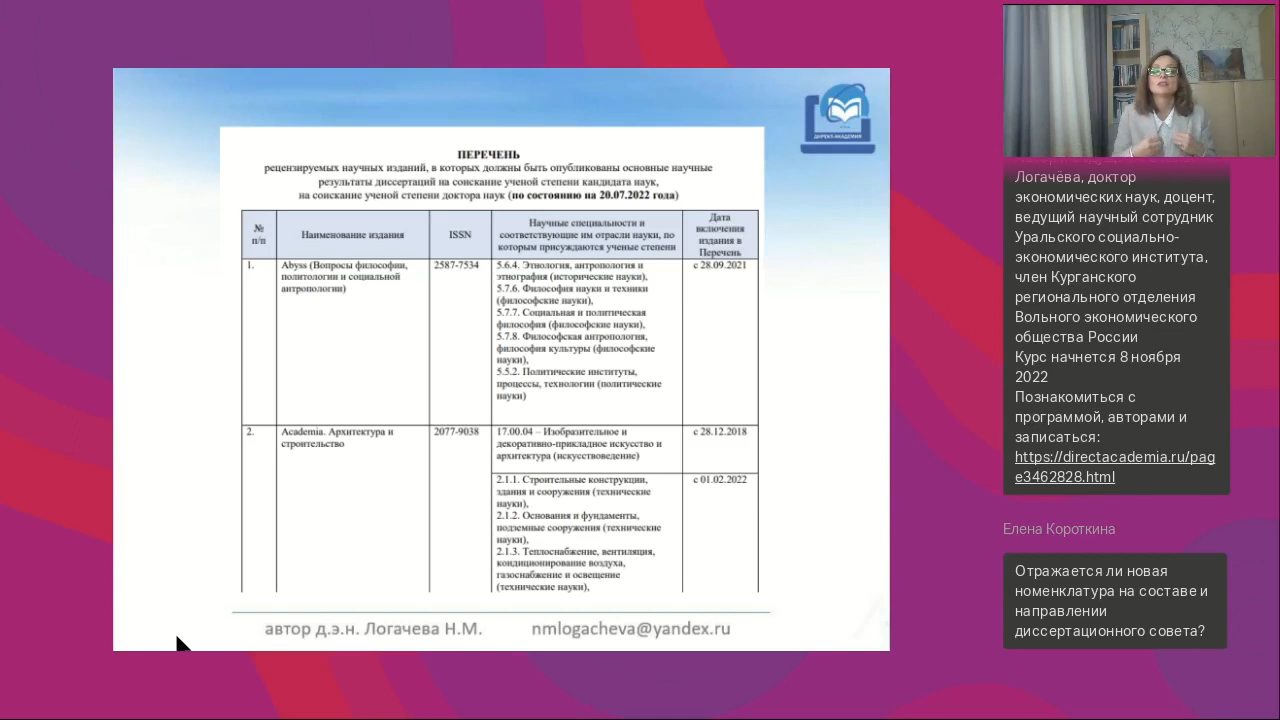 ДИРЕКТ-АКАДЕМИЯ
ПЕРЕЧЕНЬ
рецензируемых научных изданий, в которых должны быть опубликованы основные научные
результаты диссертаций на соискание ученой степени кандидата наук,
на соискание ученой степени доктора наук (по состоянию на 20.07.2022 года)
№
п/п
Наименование издания
ISSN
Научные специальности и
соответствующие им отрасли науки, по
которым присуждаются ученые степени
Дата
включения
издания в
Перечень
1.
Abyss (Вопросы философии,
политологии и социальной
антропологии)
2587-7534
5.6.4. Этнология, антропология и
этнография (исторические науки),
5.7.6. Философия науки и техники
(философские науки),
5.7.7. Социальная и политическая
философия (философские науки),
5.7.8. Философская антропология,
философия культуры (философские
науки),
5.5.2. Политические институты,
процессы, технологии (политические
науки)
с 28.09.2021
2.
Academia. Архитектура и
строительство
2077-9038
17.00.04 – Изобразительное и
декоративно-прикладное искусство и
архитектура (искусствоведение)
с 28.12.2018
2.1.1. Строительные конструкции,
здания и сооружения (технические
науки),
2.1.2. Основания и фундаменты,
подземные сооружения (технические
науки),
2.1.3. Теплоснабжение, вентиляция,
кондиционирование воздуха,
газоснабжение и освещение
(технические науки),
с 01.02.2022
автор д.э.н. Логачева Н.М. nmlogacheva@yandex.ru
Логачёва, доктор
экономических наук, доцент,
ведущий научный сотрудник
Уральского социально-
экономического института,
член Курганского
регионального отделения
Вольного экономического
общества России
Курс начнется 8 ноября
2022
Познакомиться с
программой, авторами и
записаться:
https://directacademia.ru/pag
e3462828.html
Елена Короткина
Отражается ли новая
номенклатура на составе и
направлении
диссертационного совета?